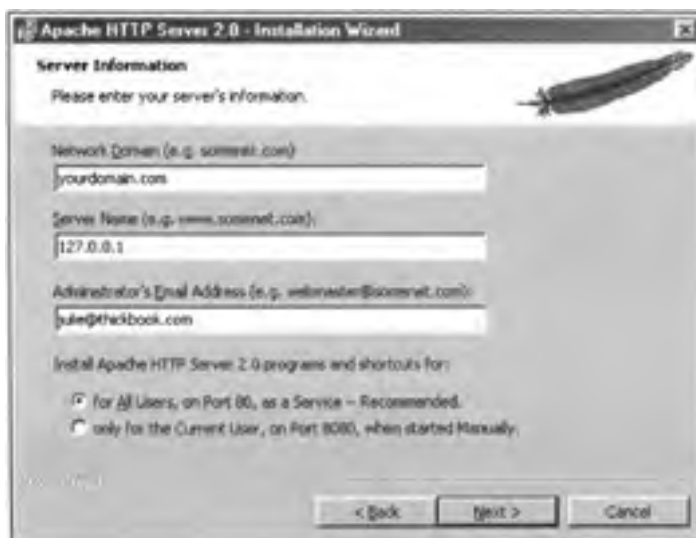 Apache HTTP Server 2.0 - Installation Wizard
Server Information
Please enter your server's information.
Network Domain (e.g. somenet.com)
yourdomain.com
Server Name (e.g. www.somenet.com):
127.0.0.1
Administrator's Email Address (e.g. webmaster@somenet.com):
julie@thickbook.com
Install Apache HTTP Server 2.0 programs and shortcuts for:
for All Users, on Port 80, as a Service -- Recommended.
only for the Current User, on Port 8080, when started Manually.
< Back
Next >
Cancel